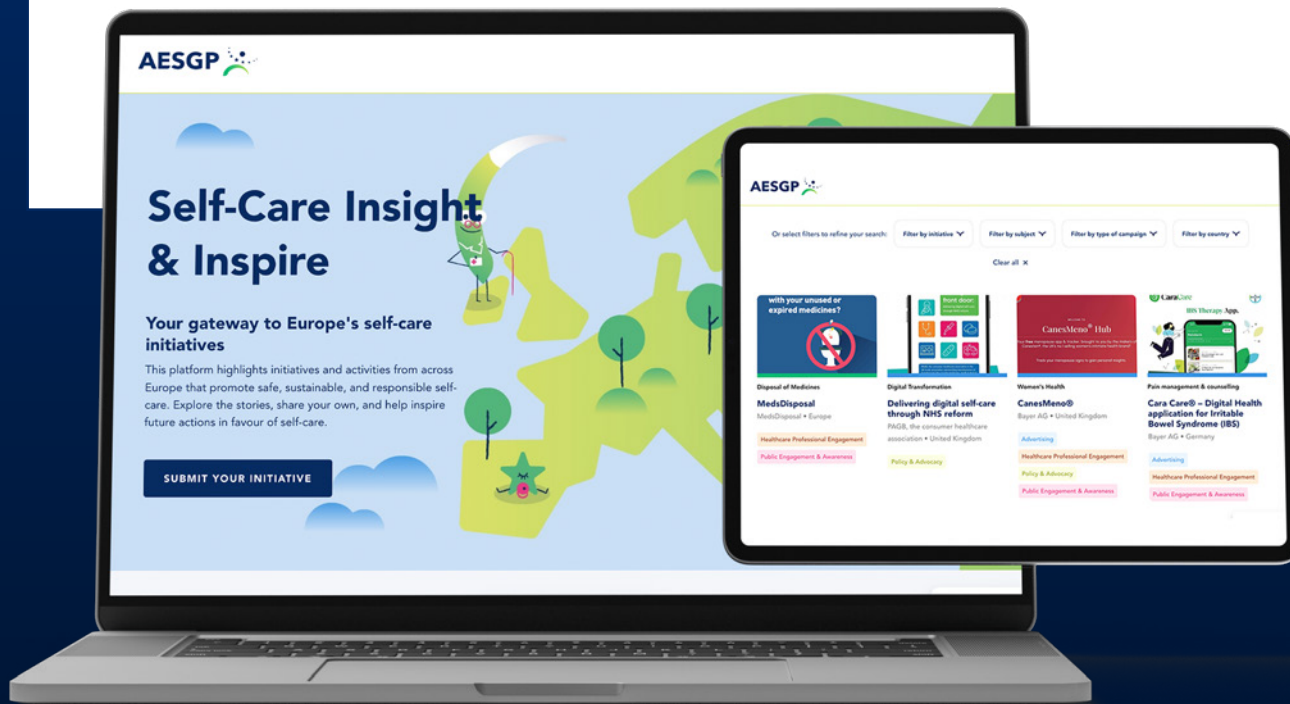 AESGP
Self-Care Insight
& Inspire
Your gateway to Europe's self-care
initiatives
This platform highlights initiatives and activities from across
Europe that promote safe, sustainable, and responsible self-
care. Explore the stories, share your own, and help inspire
future actions in favour of self-care.
SUBMIT YOUR INITIATIVE
AESGP
Or select filters to refine your search:
Filter by initiative
Filter by subject
Filter by type of campaign
Filter by country
Clear all ×
with your unused or
expired medicines?
Disposal of Medicines
MedsDisposal
MedsDisposal • Europe
Healthcare Professional Engagement
Public Engagement & Awareness
front door:
Digital Transformation
Delivering digital self-care
through NHS reform
PAGB, the consumer healthcare
association • United Kingdom
Policy & Advocacy
CanesMeno® Hub
Women's Health
CanesMeno®
Bayer AG • United Kingdom
Advertising
Healthcare Professional Engagement
Policy & Advocacy
Public Engagement & Awareness
CaraCare
IBS Therapy App.
Pain management & counselling
Cara Care® – Digital Health
application for Irritable
Bowel Syndrome (IBS)
Bayer AG • Germany
Advertising
Healthcare Professional Engagement
Public Engagement & Awareness